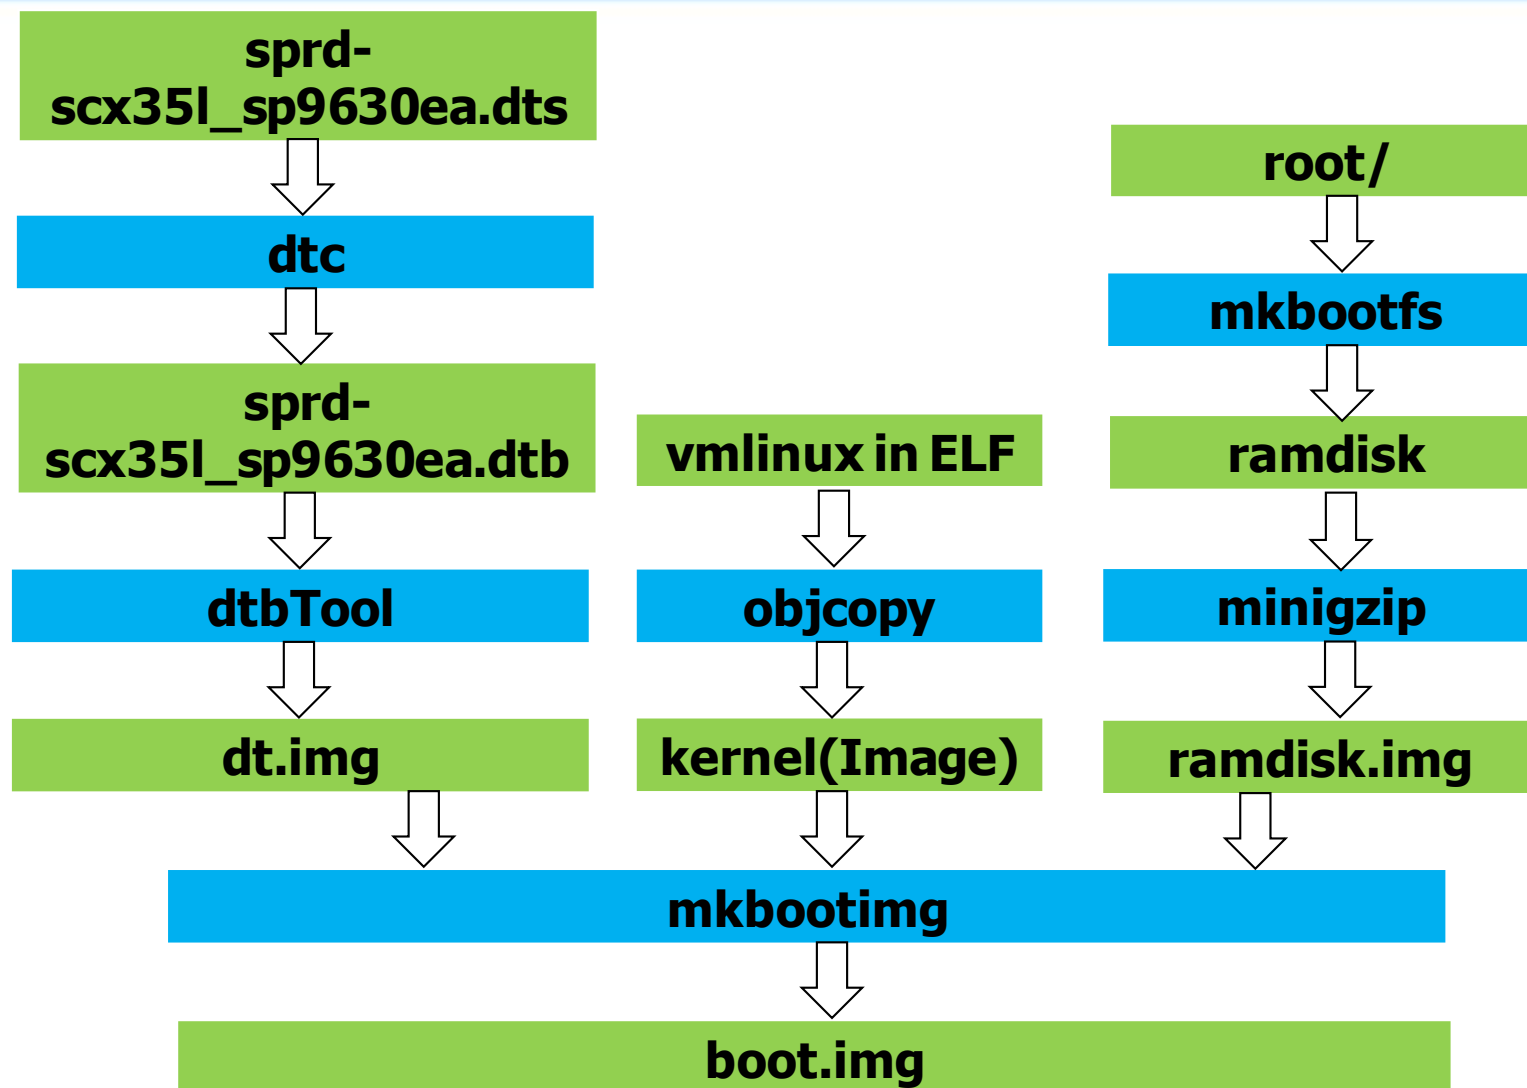 sprd-
scx35l_sp9630ea.dts
dtc
sprd-
scx35l_sp9630ea.dtb
dtbTool
dt.img
vmlinux in ELF
objcopy
kernel(Image)
root/
mkbootfs
ramdisk
minigzip
ramdisk.img
mkbootimg
boot.img